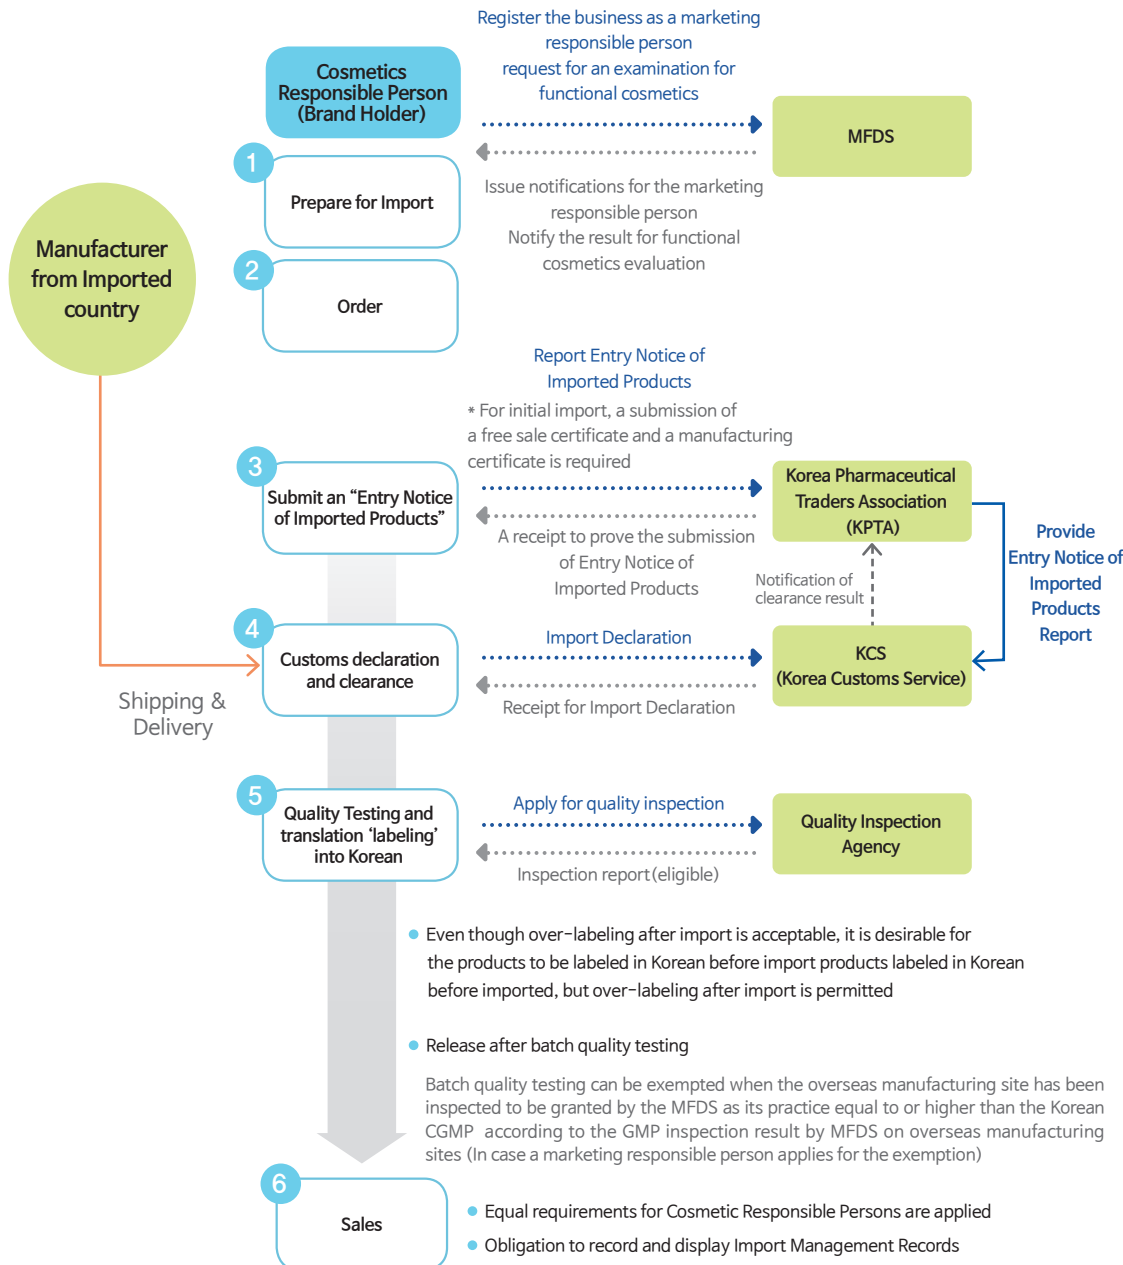 Register the business as a marketing
responsible person
request for an examination for
functional cosmetics
Cosmetics
Responsible Person
(Brand Holder)
MFDS
1
Prepare for Import
Issue notifications for the marketing
responsible person
Notify the result for functional
cosmetics evaluation
Manufacturer
from Imported
country
2
Order
Report Entry Notice of
Imported Products
* For initial import, a submission of
a free sale certificate and a manufacturing
certificate is required
3
Submit an “Entry Notice
of Imported Products”
Korea Pharmaceutical
Traders Association
(KPTA)
A receipt to prove the submission
of Entry Notice of
Imported Products
Provide
Entry Notice of
Imported
Products
Report
Notification of
clearance result
4
Customs declaration
and clearance
Import Declaration
KCS
(Korea Customs Service)
Receipt for Import Declaration
Shipping &
Delivery
5
Quality Testing and
translation ‘labeling’
into Korean
Apply for quality inspection
Quality Inspection
Agency
Inspection report(eligible)
● Even though over-labeling after import is acceptable, it is desirable for
the products to be labeled in Korean before import products labeled in Korean
before imported, but over-labeling after import is permitted
● Release after batch quality testing
Batch quality testing can be exempted when the overseas manufacturing site has been
inspected to be granted by the MFDS as its practice equal to or higher than the Korean
CGMP according to the GMP inspection result by MFDS on overseas manufacturing
sites (In case a marketing responsible person applies for the exemption)
6
Sales
● Equal requirements for Cosmetic Responsible Persons are applied
● Obligation to record and display Import Management Records